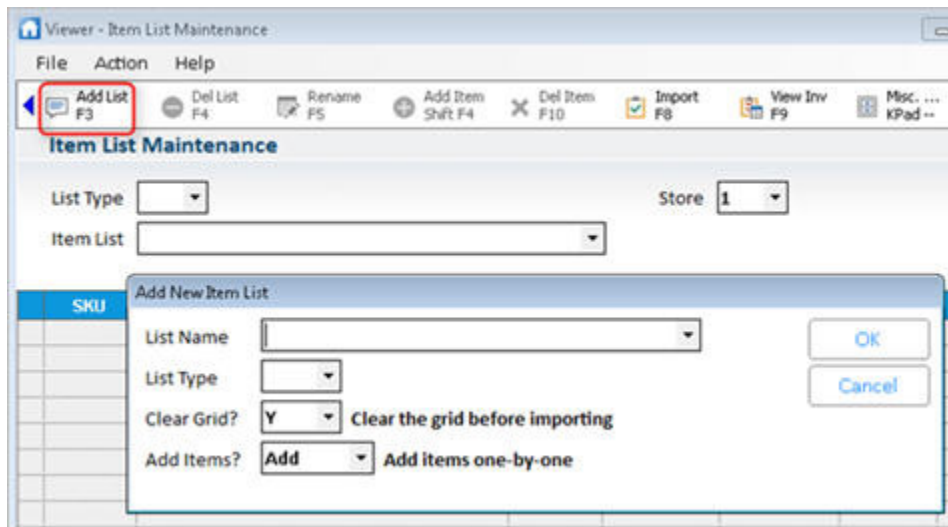 Viewer - Item List Maintenance
File Action Help
Add List F3 Del List F4 Rename F5 Add Item Shift F4 Del Item F10 Import F8 View Inv F9 Misc. ... KPad --
Item List Maintenance
List Type Store 1
Item List
SKU
Add New Item List
List Name OK
List Type Cancel
Clear Grid? Y Clear the grid before importing
Add Items? Add Add items one-by-one